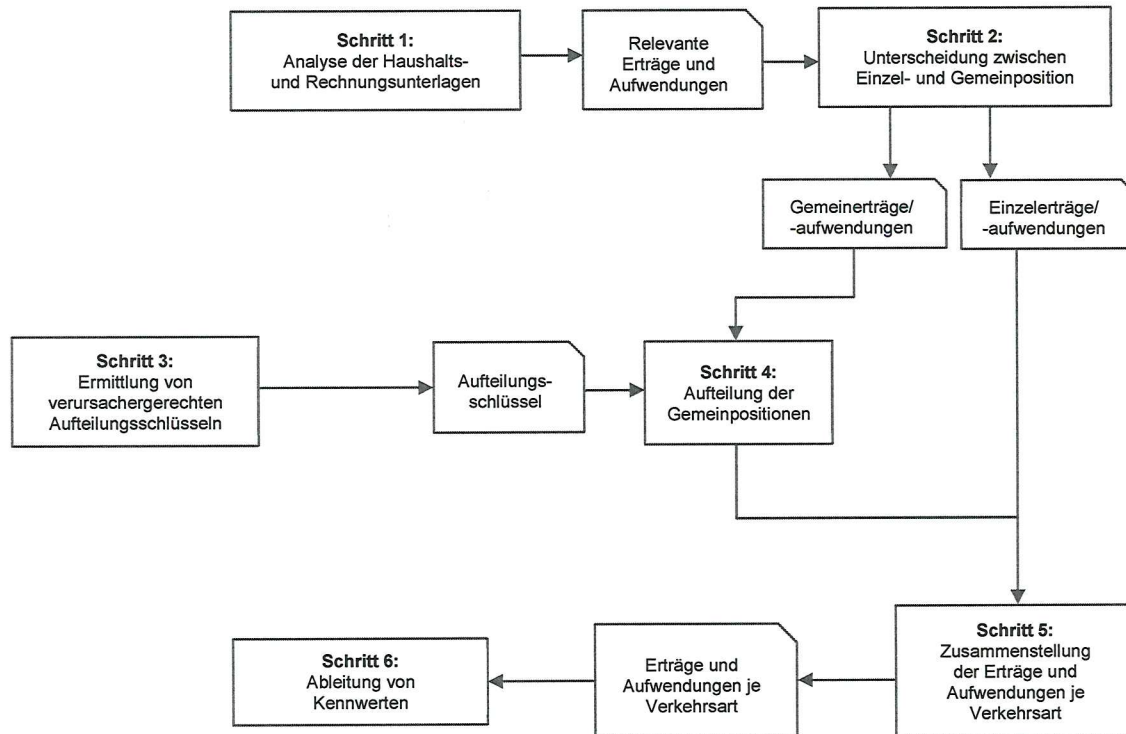 Schritt 1:
Analyse der Haushalts-
und Rechnungsunterlagen
Relevante
Erträge und
Aufwendungen
Schritt 2:
Unterscheidung zwischen
Einzel- und Gemeinposition
Gemeinerträge/
-aufwendungen
Einzelerträge/
-aufwendungen
Schritt 3:
Ermittlung von
verursachergerechten
Aufteilungsschlüsseln
Aufteilungs-
schlüssel
Schritt 4:
Aufteilung der
Gemeinpositionen
Schritt 5:
Zusammenstellung
der Erträge und
Aufwendungen je
Verkehrsart
Erträge und
Aufwendungen je
Verkehrsart
Schritt 6:
Ableitung von
Kennwerten